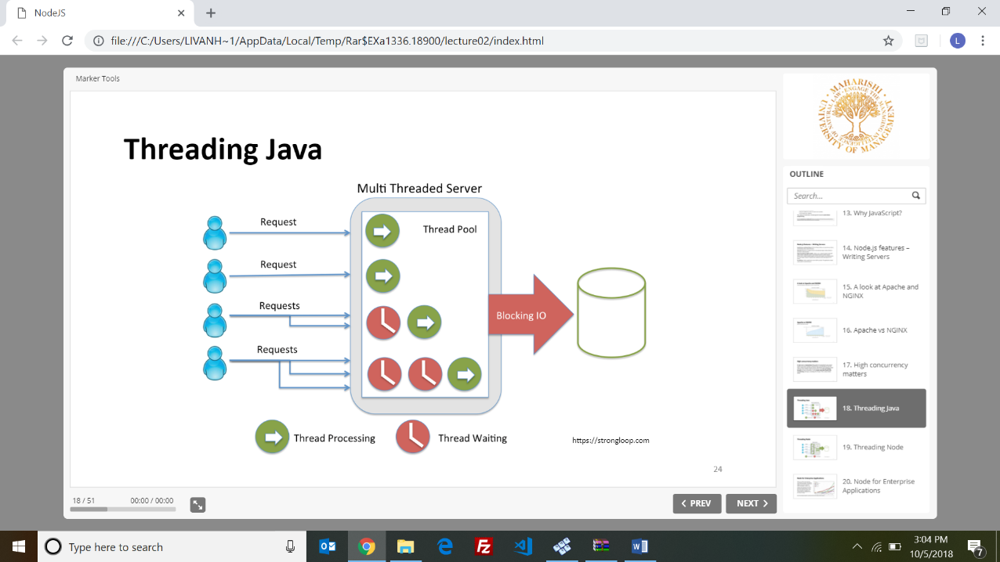 NodeJS
file:///C:/Users/LIVANH~1/AppData/Local/Temp/Rar$EXa1336.18900/lecture02/index.html
L
Marker Tools
Threading Java
Multi Threaded Server
Request
Thread Pool
Request
Requests
Blocking IO
Requests
Thread Processing
Thread Waiting
https://strongloop.com
24
18 / 51
00:00 / 00:00
PREV
NEXT
MAHARISHI
UNIVERSITY OF MANAGEMENT
OUTLINE
Search...
13. Why JavaScript?
14. Node.js features –
Writing Servers
15. A look at Apache and
NGINX
16. Apache vs NGINX
17. High concurrency
matters
18. Threading Java
19. Threading Node
20. Node for Enterprise
Applications
Type here to search
3:04 PM
10/5/2018
7